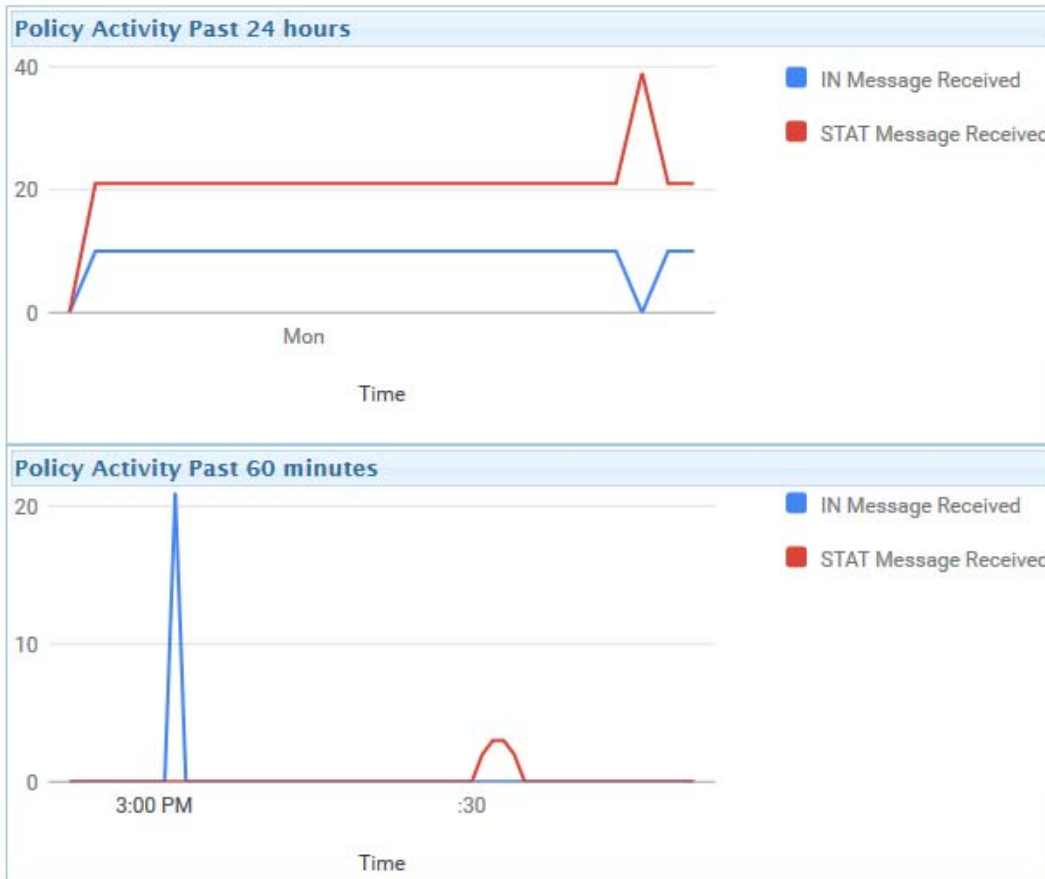 Policy Activity Past 24 hours
40
20
0
IN Message Received
STAT Message Received
Mon
Time
Policy Activity Past 60 minutes
20
10
0
IN Message Received
STAT Message Received
3:00 PM
:30
Time